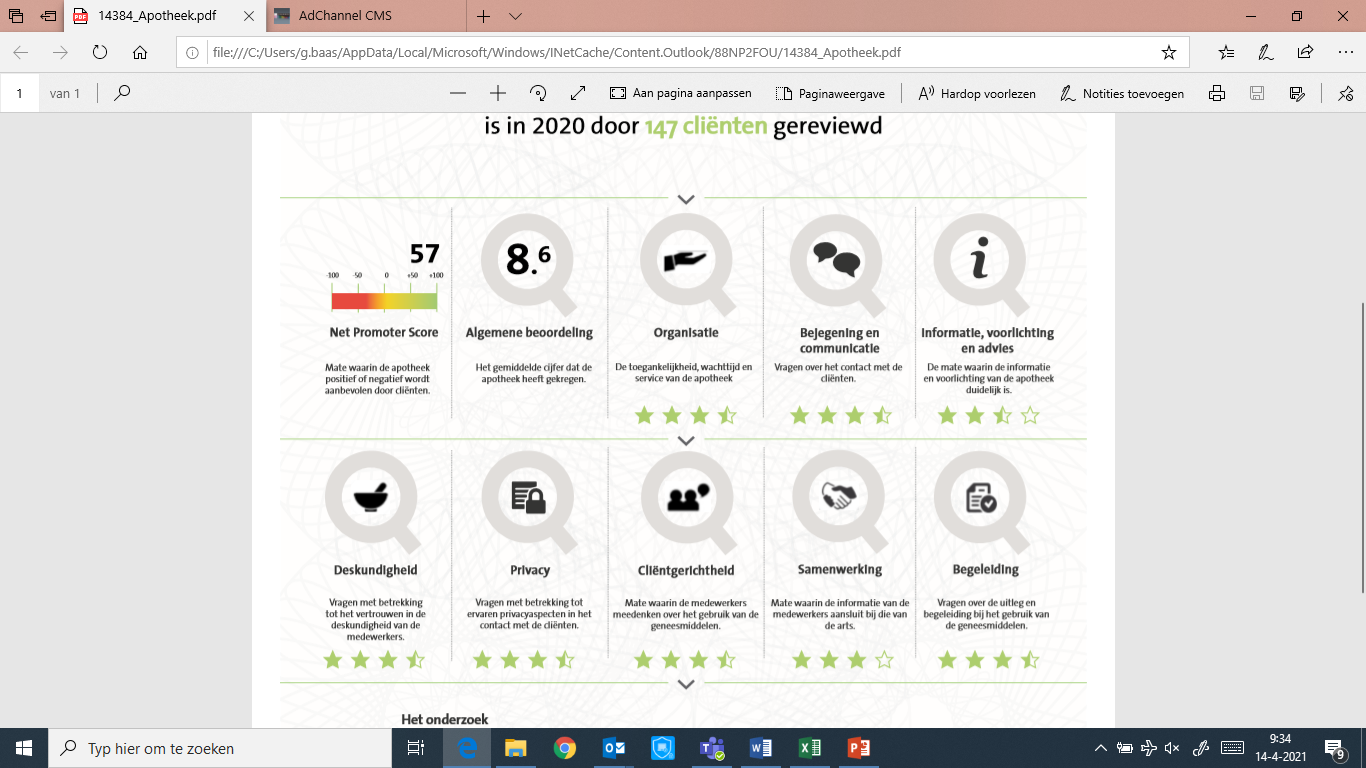 14384_Apotheek.pdf
AdChannel CMS
file:///C:/Users/g.baas/AppData/Local/Microsoft/Windows/INetCache/Content.Outlook/88NP2FOU/14384_Apotheek.pdf
1 van 1
Aan pagina aanpassen
Paginaweergave
Hardop voorlezen
Notities toevoegen
is in 2020 door 147 cliënten gereviewd
57
-100 -50 0 +50 +100
Net Promoter Score
Mate waarin de apotheek
positief of negatief wordt
aanbevolen door cliënten.
8.6
Algemene beoordeling
Het gemiddelde cijfer dat de
apotheek heeft gekregen.
Organisatie
De toegankelijkheid, wachttijd en
service van de apotheek
Bejegening en
communicatie
Vragen over het contact met de
cliënten.
i
Informatie, voorlichting
en advies
De mate waarin de informatie
en voorlichting van de apotheek
duidelijk is.
Deskundigheid
Vragen met betrekking
tot het vertrouwen in de
deskundigheid van de
medewerkers.
Privacy
Vragen met betrekking tot
ervaren privacyaspecten in het
contact met de cliënten.
Cliëntgerichtheid
Mate waarin de medewerkers
meedenken over het gebruik van de
geneesmiddelen.
Samenwerking
Mate waarin de informatie van de
medewerkers aansluit bij die van
de arts.
Begeleiding
Vragen over de uitleg en
begeleiding bij het gebruik van
de geneesmiddelen.
Het onderzoek
Typ hier om te zoeken
9:34
14-4-2021
9